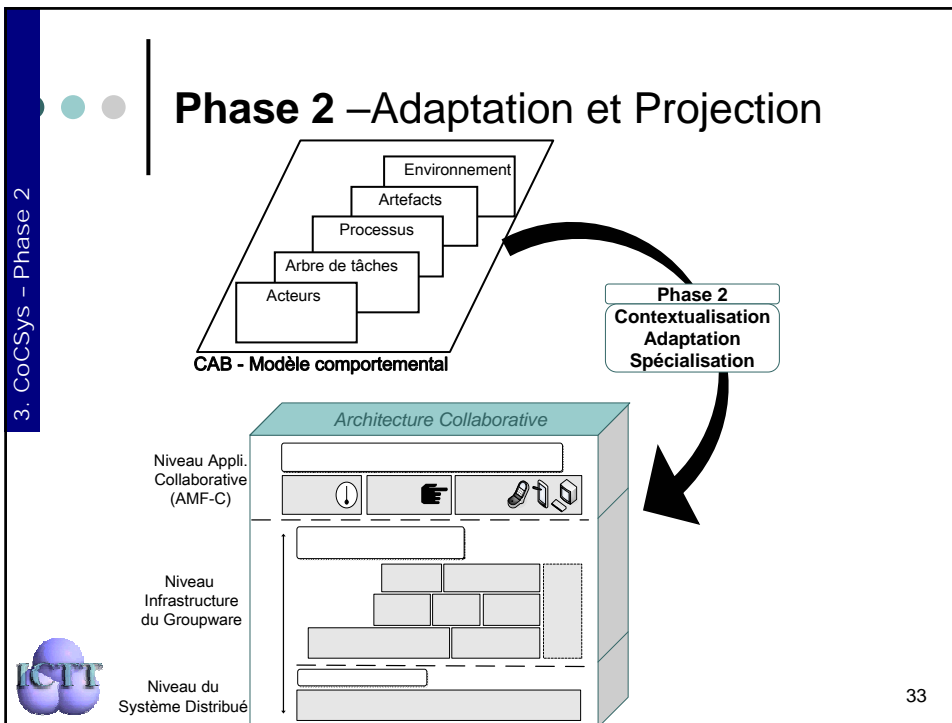 3. CoCSys – Phase 2
Phase 2 –Adaptation et Projection
Environnement
Artefacts
Processus
Arbre de tâches
Acteurs
CAB - Modèle comportemental
Phase 2
Contextualisation
Adaptation
Spécialisation
Architecture Collaborative
Niveau Appli.
Collaborative
(AMF-C)
Niveau
Infrastructure
du Groupware
Niveau du
Système Distribué
ICTT
33